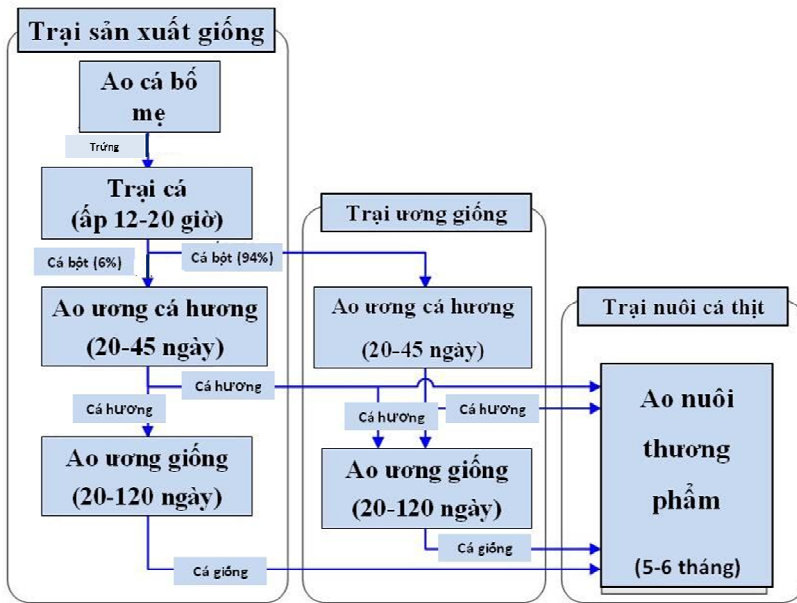 Trại sản xuất giống
Ao cá bố
mẹ
Trứng
Trại cá
(ấp 12-20 giờ)
Cá bột (6%)
Cá bột (94%)
Ao ương cá hương
(20-45 ngày)
Cá hương
Cá hương
Ao ương giống
(20-120 ngày)
Cá giống
Trại ương giống
Ao ương cá hương
(20-45 ngày)
Cá hương
Cá hương
Ao ương giống
(20-120 ngày)
Cá giống
Trại nuôi cá thịt
Ao nuôi
thương
phẩm
(5-6 tháng)